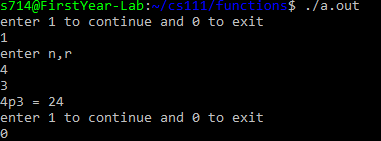 s714@FirstYear-Lab:~/cs111/functions$ ./a.out
enter 1 to continue and 0 to exit
1
enter n,r
4
3
4p3 = 24
enter 1 to continue and 0 to exit
0